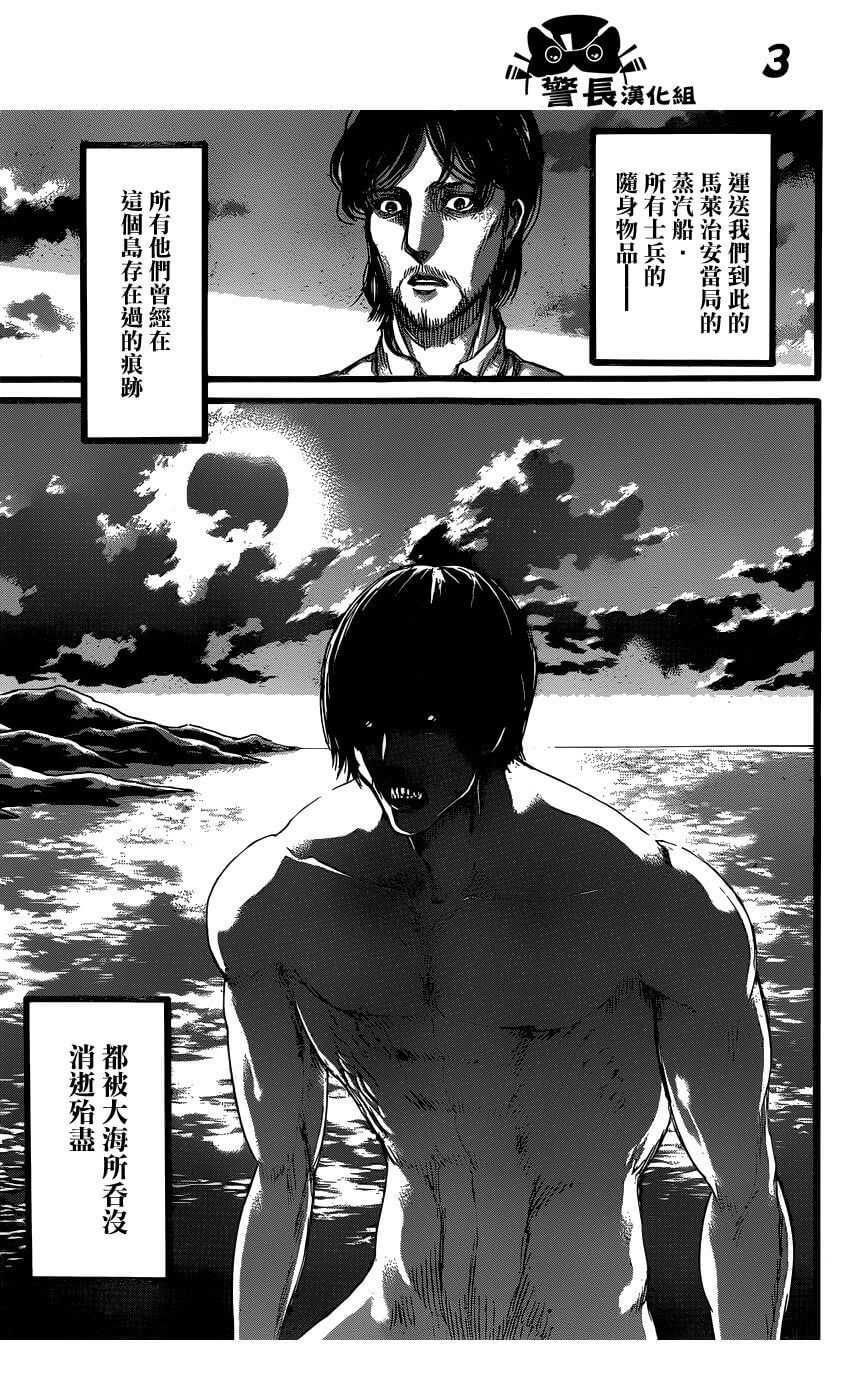 警長漢化組
3
運送我們到此的
馬萊治安當局的
蒸汽船．
所有士兵的
隨身物品——
所有他們曾經在
這個島存在過的痕跡
都被大海所吞沒
消逝殆盡